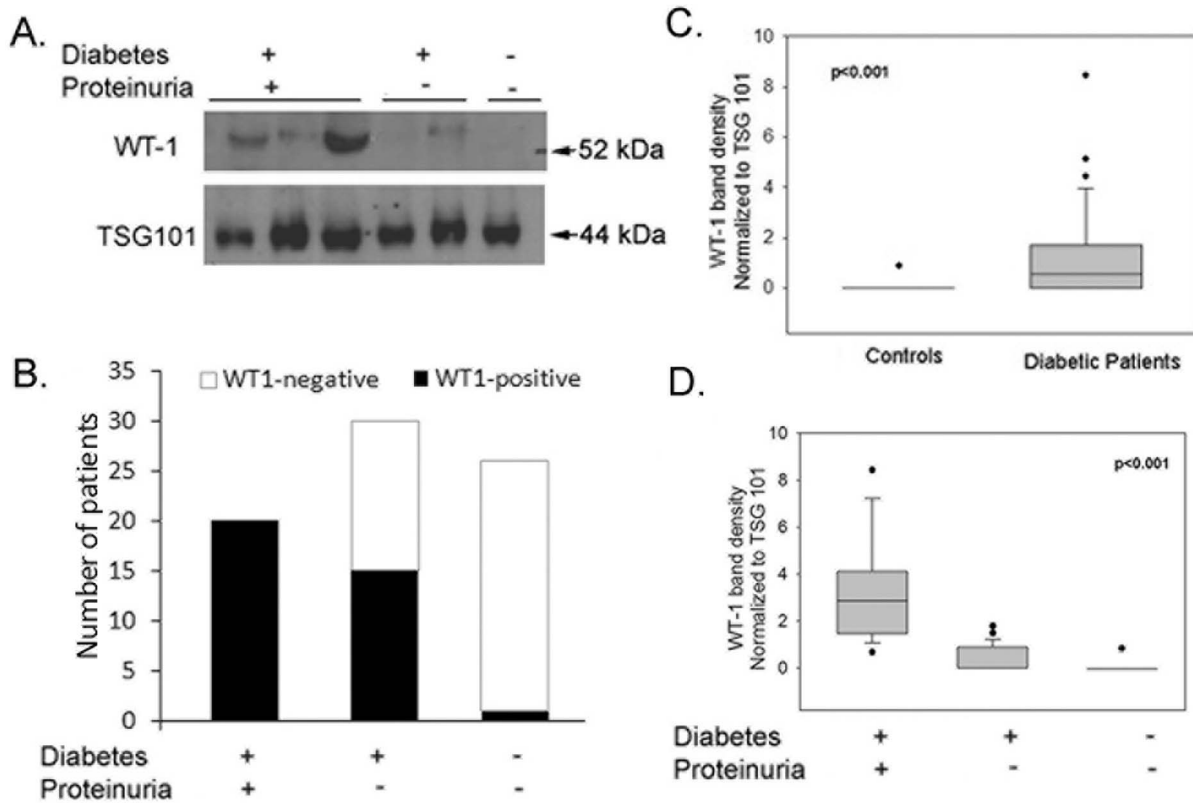 A.
Diabetes + + -
Proteinuria + - -
WT-1
52 kDa
TSG101
44 kDa
B.
35
30
25
20
15
10
5
0
Number of patients
WT1-negative WT1-positive
Diabetes + + -
Proteinuria + - -
C.
10
8
6
4
2
0
WT-1 band density
Normalized to TSG 101
p<0.001
Controls Diabetic Patients
D.
10
8
6
4
2
0
WT-1 band density
Normalized to TSG 101
p<0.001
Diabetes + + -
Proteinuria + - -